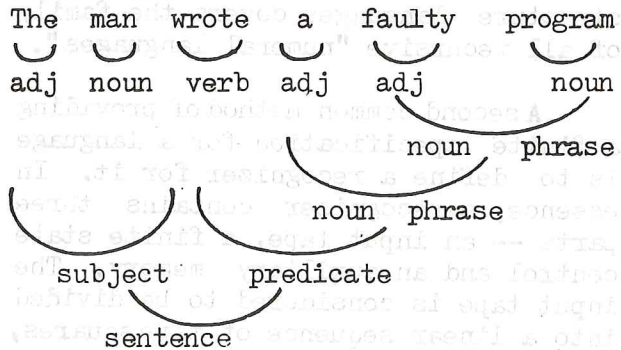 The man wrote a faulty program
adj noun verb adj adj noun
noun phrase
noun phrase
subject predicate
sentence